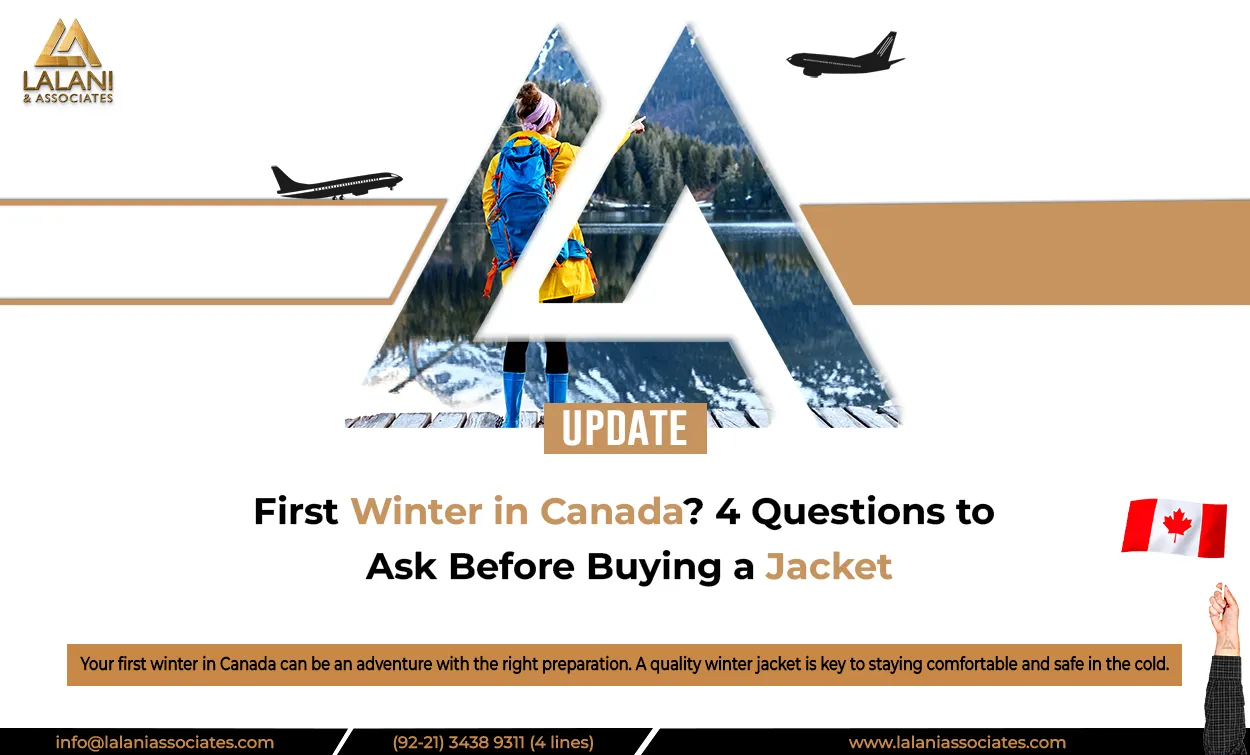 LALANI
& ASSOCIATES
UPDATE
First Winter in Canada? 4 Questions to
Ask Before Buying a Jacket
Your first winter in Canada can be an adventure with the right preparation. A quality winter jacket is key to staying comfortable and safe in the cold.
info@lalaniassociates.com
(92-21) 3438 9311 (4 lines)
www.lalaniassociates.com